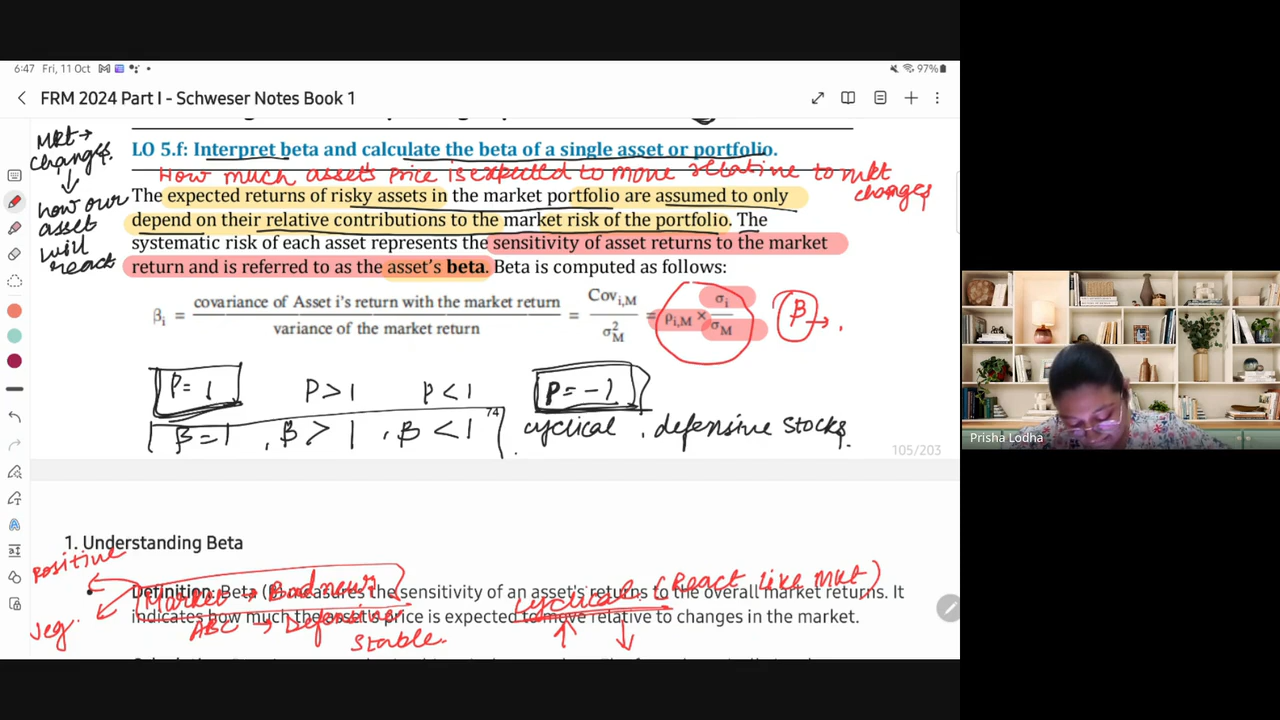 6:47 Fri, 11 Oct
97%
FRM 2024 Part I - Schweser Notes Book 1
MKt →
changes.
↓
how our
asset
will
react
LO 5.f: Interpret beta and calculate the beta of a single asset or portfolio.
How much assets price is expected to move relative to mkt
changes
The expected returns of risky assets in the market portfolio are assumed to only
depend on their relative contributions to the market risk of the portfolio. The
systematic risk of each asset represents the sensitivity of asset returns to the market
return and is referred to as the asset's beta. Beta is computed as follows:
βi = covariance of Asset i's return with the market return / variance of the market return = Cov i,M / σ²M = ρi,M × σi / σM
β → .
P = 1 P > 1 P < 1 P = -1
74
β = 1 , β > 1 , β < 1 cyclical , defensive stocks.
105/203
1. Understanding Beta
Positive
Neg.
Market → Bad news
ABC → Defensive
Stable.
cyclical. (React like MKt)
↑ ↓
• Definition: Beta (β) measures the sensitivity of an asset's returns to the overall market returns. It
indicates how much the asset's price is expected to move relative to changes in the market.
Prisha Lodha